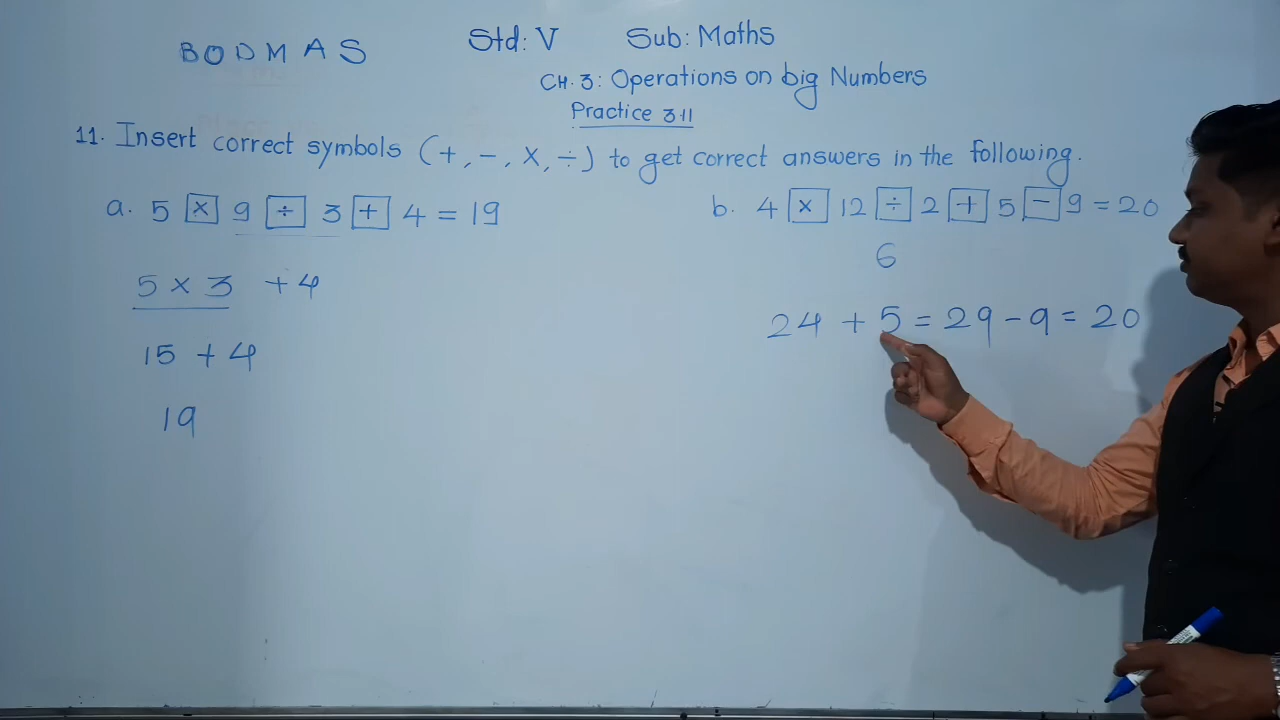 BODMAS
Std: V Sub: Maths
CH. 3: Operations on big Numbers
Practice 3.11
11. Insert correct symbols (+, -, X, ÷) to get correct answers in the following.
a. 5 × 9 ÷ 3 + 4 = 19
5 × 3 + 4
15 + 4
19
b. 4 × 12 ÷ 2 + 5 - 9 = 20
6
24 + 5 = 29 - 9 = 20